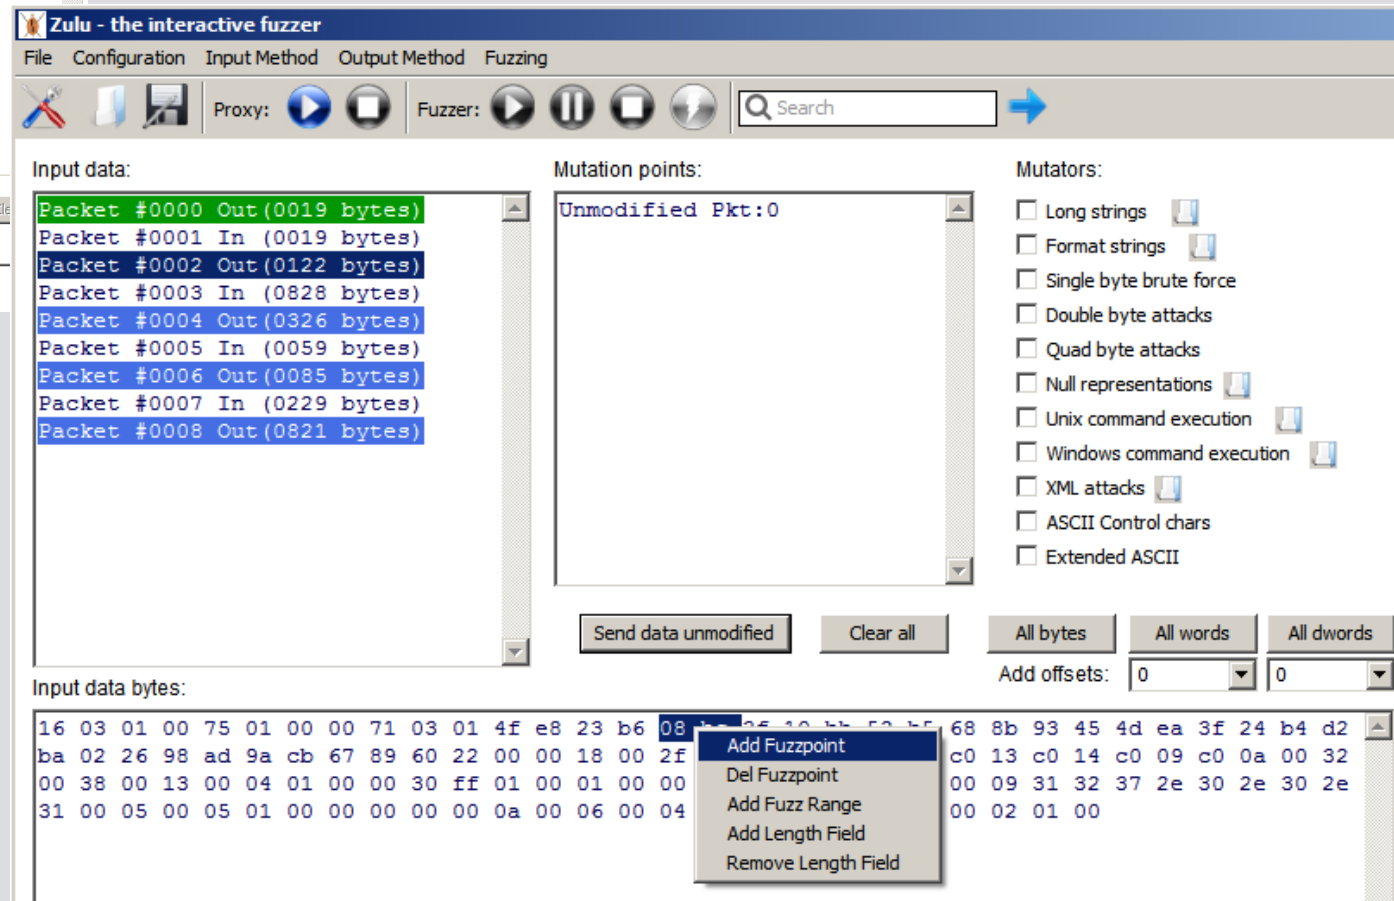 Zulu - the interactive fuzzer
File Configuration Input Method Output Method Fuzzing
Proxy: Fuzzer: Search
Input data: Mutation points: Mutators:
Packet #0000 Out(0019 bytes)
Packet #0001 In (0019 bytes)
Packet #0002 Out(0122 bytes)
Packet #0003 In (0828 bytes)
Packet #0004 Out(0326 bytes)
Packet #0005 In (0059 bytes)
Packet #0006 Out(0085 bytes)
Packet #0007 In (0229 bytes)
Packet #0008 Out(0821 bytes)
Unmodified Pkt:0
Long strings
Format strings
Single byte brute force
Double byte attacks
Quad byte attacks
Null representations
Unix command execution
Windows command execution
XML attacks
ASCII Control chars
Extended ASCII
Send data unmodified Clear all All bytes All words All dwords
Add offsets: 0 0
Input data bytes:
16 03 01 00 75 01 00 00 71 03 01 4f e8 23 b6 08 68 8b 93 45 4d ea 3f 24 b4 d2
ba 02 26 98 ad 9a cb 67 89 60 22 00 00 18 00 2f c0 13 c0 14 c0 09 c0 0a 00 32
00 38 00 13 00 04 01 00 00 30 ff 01 00 01 00 00 00 09 31 32 37 2e 30 2e 30 2e
31 00 05 00 05 01 00 00 00 00 00 0a 00 06 00 04 00 02 01 00
Add Fuzzpoint
Del Fuzzpoint
Add Fuzz Range
Add Length Field
Remove Length Field